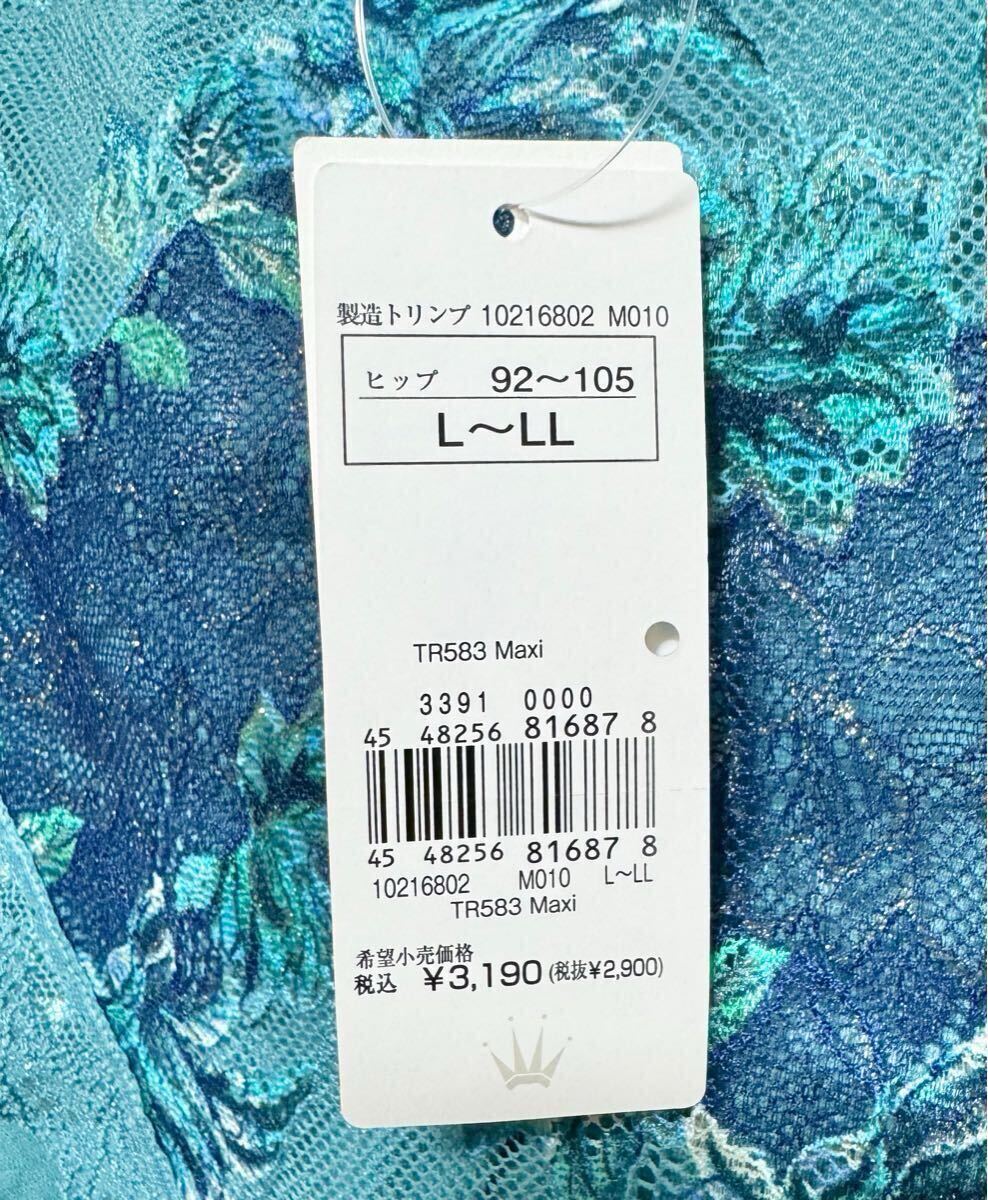 製造トリンプ 10216802 M010
ヒップ 92～105
L～LL
TR583 Maxi
3391 0000
45 48256 81687 8
45 48256 81687 8
10216802 M010 L～LL
TR583 Maxi
希望小売価格
税込 ¥3,190(税抜¥2,900)